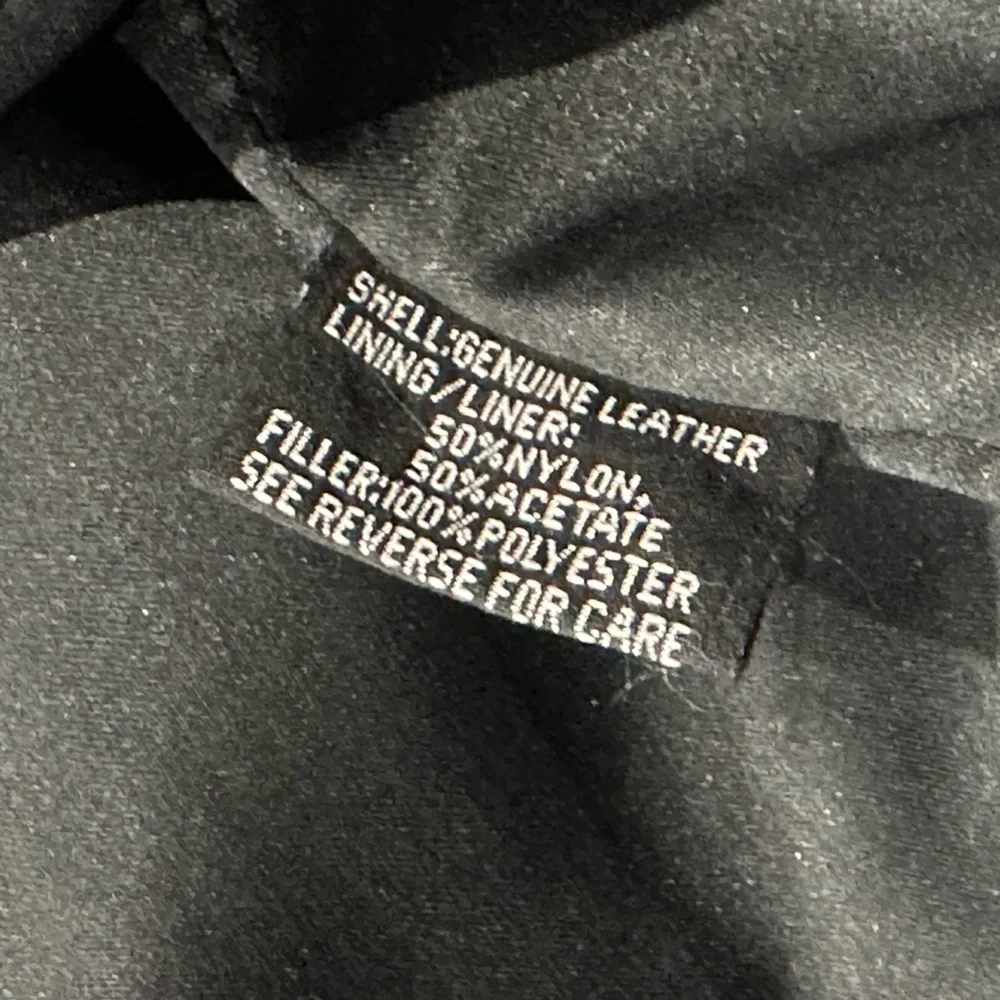 SHELL:GENUINE LEATHER
LINING/LINER:
50%NYLON,
50%ACETATE
FILLER:100%POLYESTER
SEE REVERSE FOR CARE